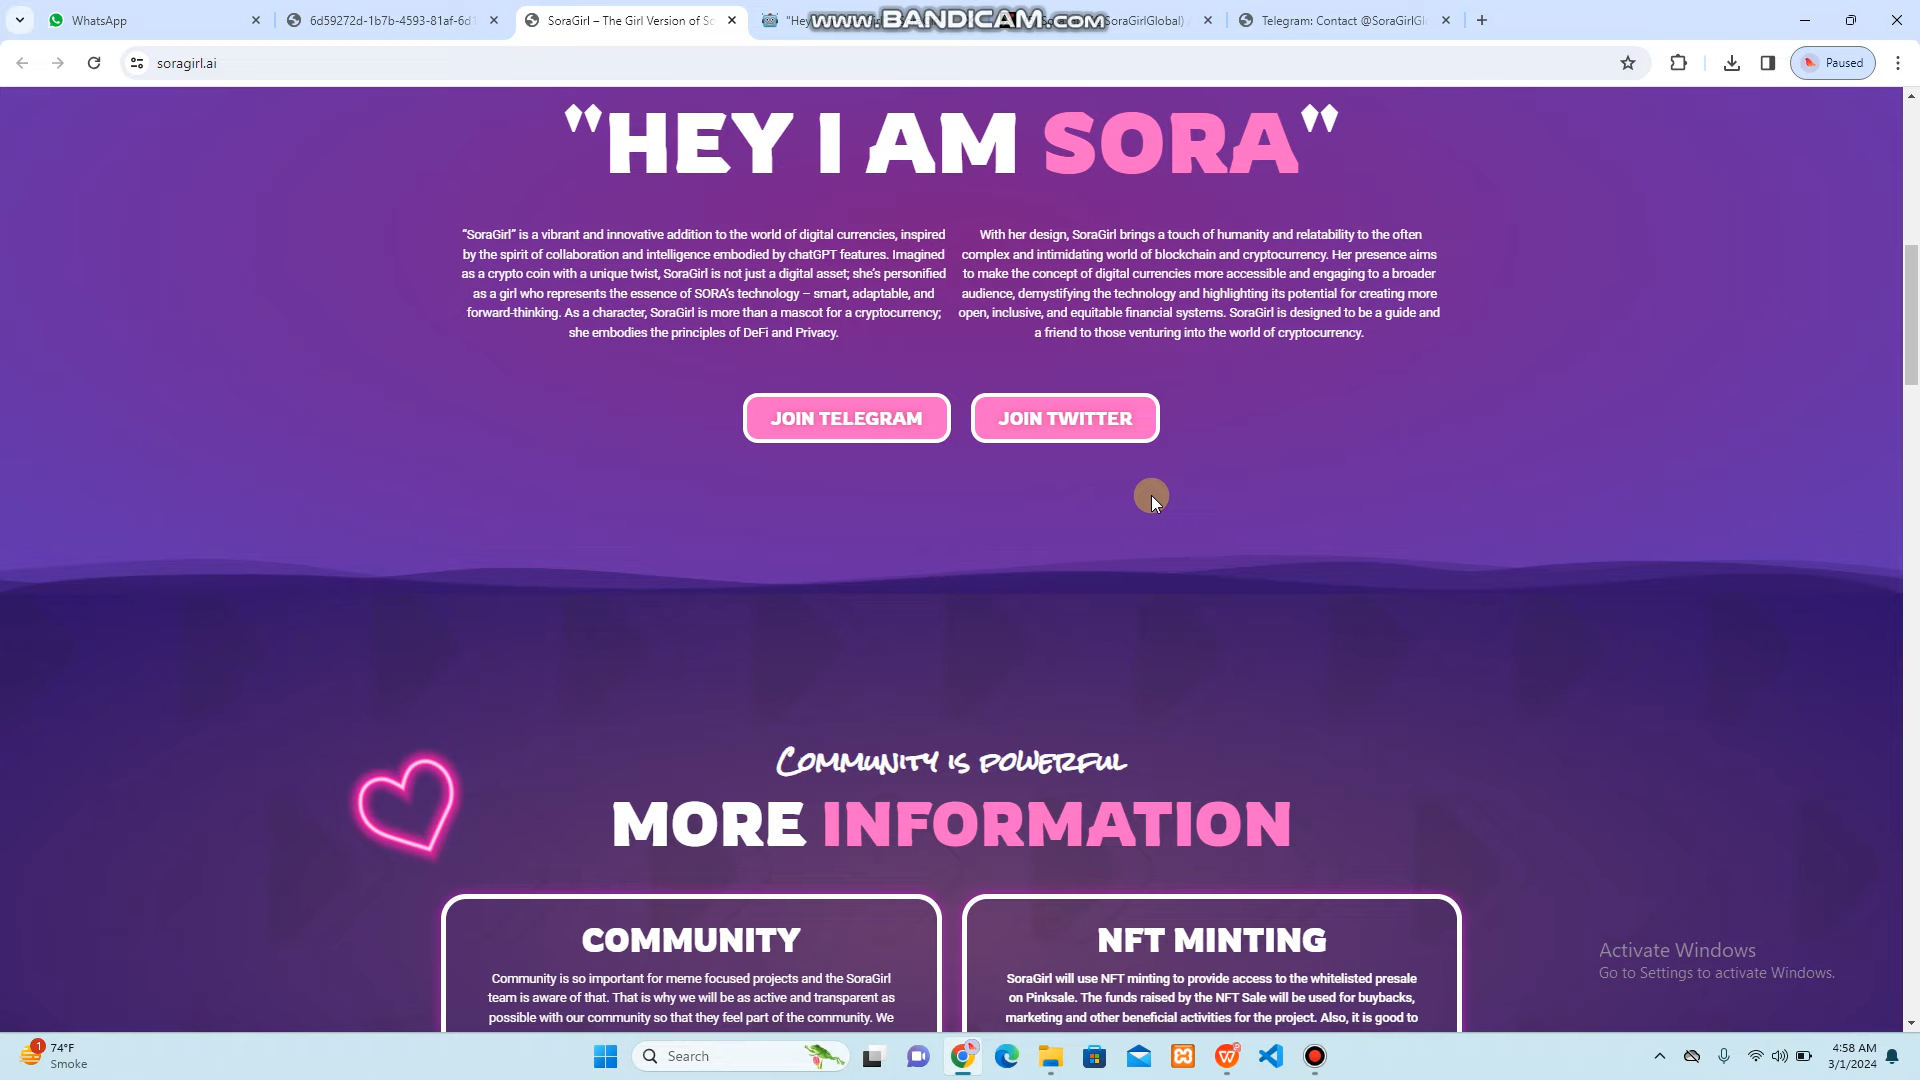 WhatsApp
6d59272d-1b7b-4593-81af-6d1
SoraGirl – The Girl Version of So
"Hey
www.BANDICAM.com
SoraGirlGlobal)
Telegram: Contact @SoraGirlGl
soragirl.ai
Paused
"HEY I AM SORA"
"SoraGirl" is a vibrant and innovative addition to the world of digital currencies, inspired
by the spirit of collaboration and intelligence embodied by chatGPT features. Imagined
as a crypto coin with a unique twist, SoraGirl is not just a digital asset; she's personified
as a girl who represents the essence of SORA's technology – smart, adaptable, and
forward-thinking. As a character, SoraGirl is more than a mascot for a cryptocurrency;
she embodies the principles of DeFi and Privacy.
With her design, SoraGirl brings a touch of humanity and relatability to the often
complex and intimidating world of blockchain and cryptocurrency. Her presence aims
to make the concept of digital currencies more accessible and engaging to a broader
audience, demystifying the technology and highlighting its potential for creating more
open, inclusive, and equitable financial systems. SoraGirl is designed to be a guide and
a friend to those venturing into the world of cryptocurrency.
JOIN TELEGRAM
JOIN TWITTER
Community is powerful
MORE INFORMATION
COMMUNITY
Community is so important for meme focused projects and the SoraGirl
team is aware of that. That is why we will be as active and transparent as
possible with our community so that they feel part of the community. We
NFT MINTING
SoraGirl will use NFT minting to provide access to the whitelisted presale
on Pinksale. The funds raised by the NFT Sale will be used for buybacks,
marketing and other beneficial activities for the project. Also, it is good to
Activate Windows
Go to Settings to activate Windows.
1
74°F
Smoke
Search
4:58 AM
3/1/2024